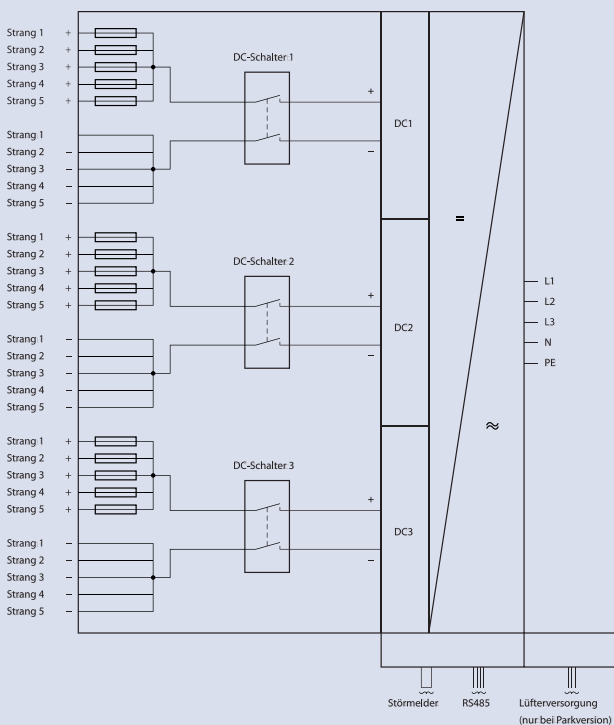 Strang 1 +
Strang 2 +
Strang 3 +
Strang 4 +
Strang 5 +
DC-Schalter 1
+
−
DC1
Strang 1
Strang 2 −
Strang 3 −
Strang 4 −
Strang 5 −
Strang 1 +
Strang 2 +
Strang 3 +
Strang 4 +
Strang 5 +
DC-Schalter 2
+
−
DC2
Strang 1 −
Strang 2 −
Strang 3 −
Strang 4 −
Strang 5 −
Strang 1 +
Strang 2 +
Strang 3 +
Strang 4 +
Strang 5 +
DC-Schalter 3
+
−
DC3
Strang 1 −
Strang 2 −
Strang 3 −
Strang 4 −
Strang 5 −
=
≈
L1
L2
L3
N
PE
Störmelder
RS485
Lüfterversorgung
(nur bei Parkversion)